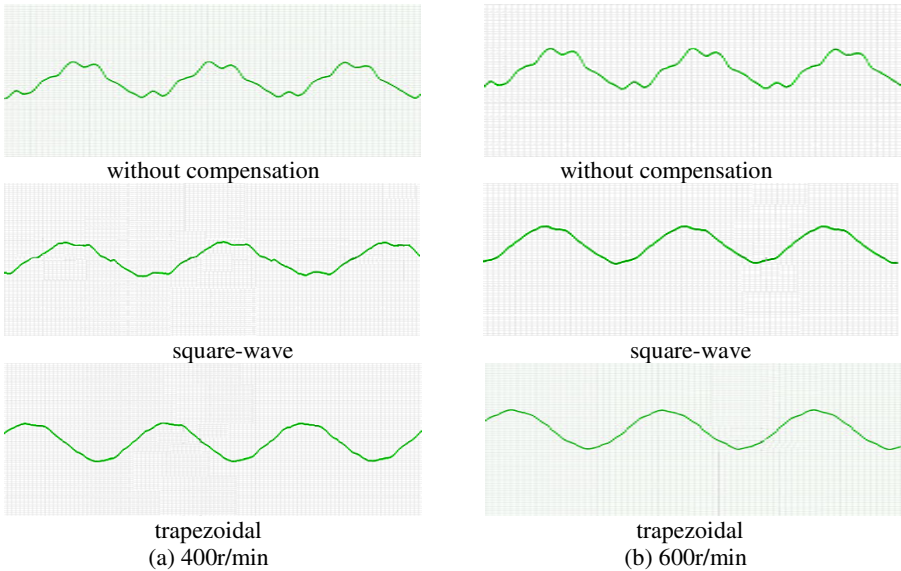 without compensation
without compensation
square-wave
square-wave
trapezoidal
trapezoidal
(a) 400r/min
(b) 600r/min